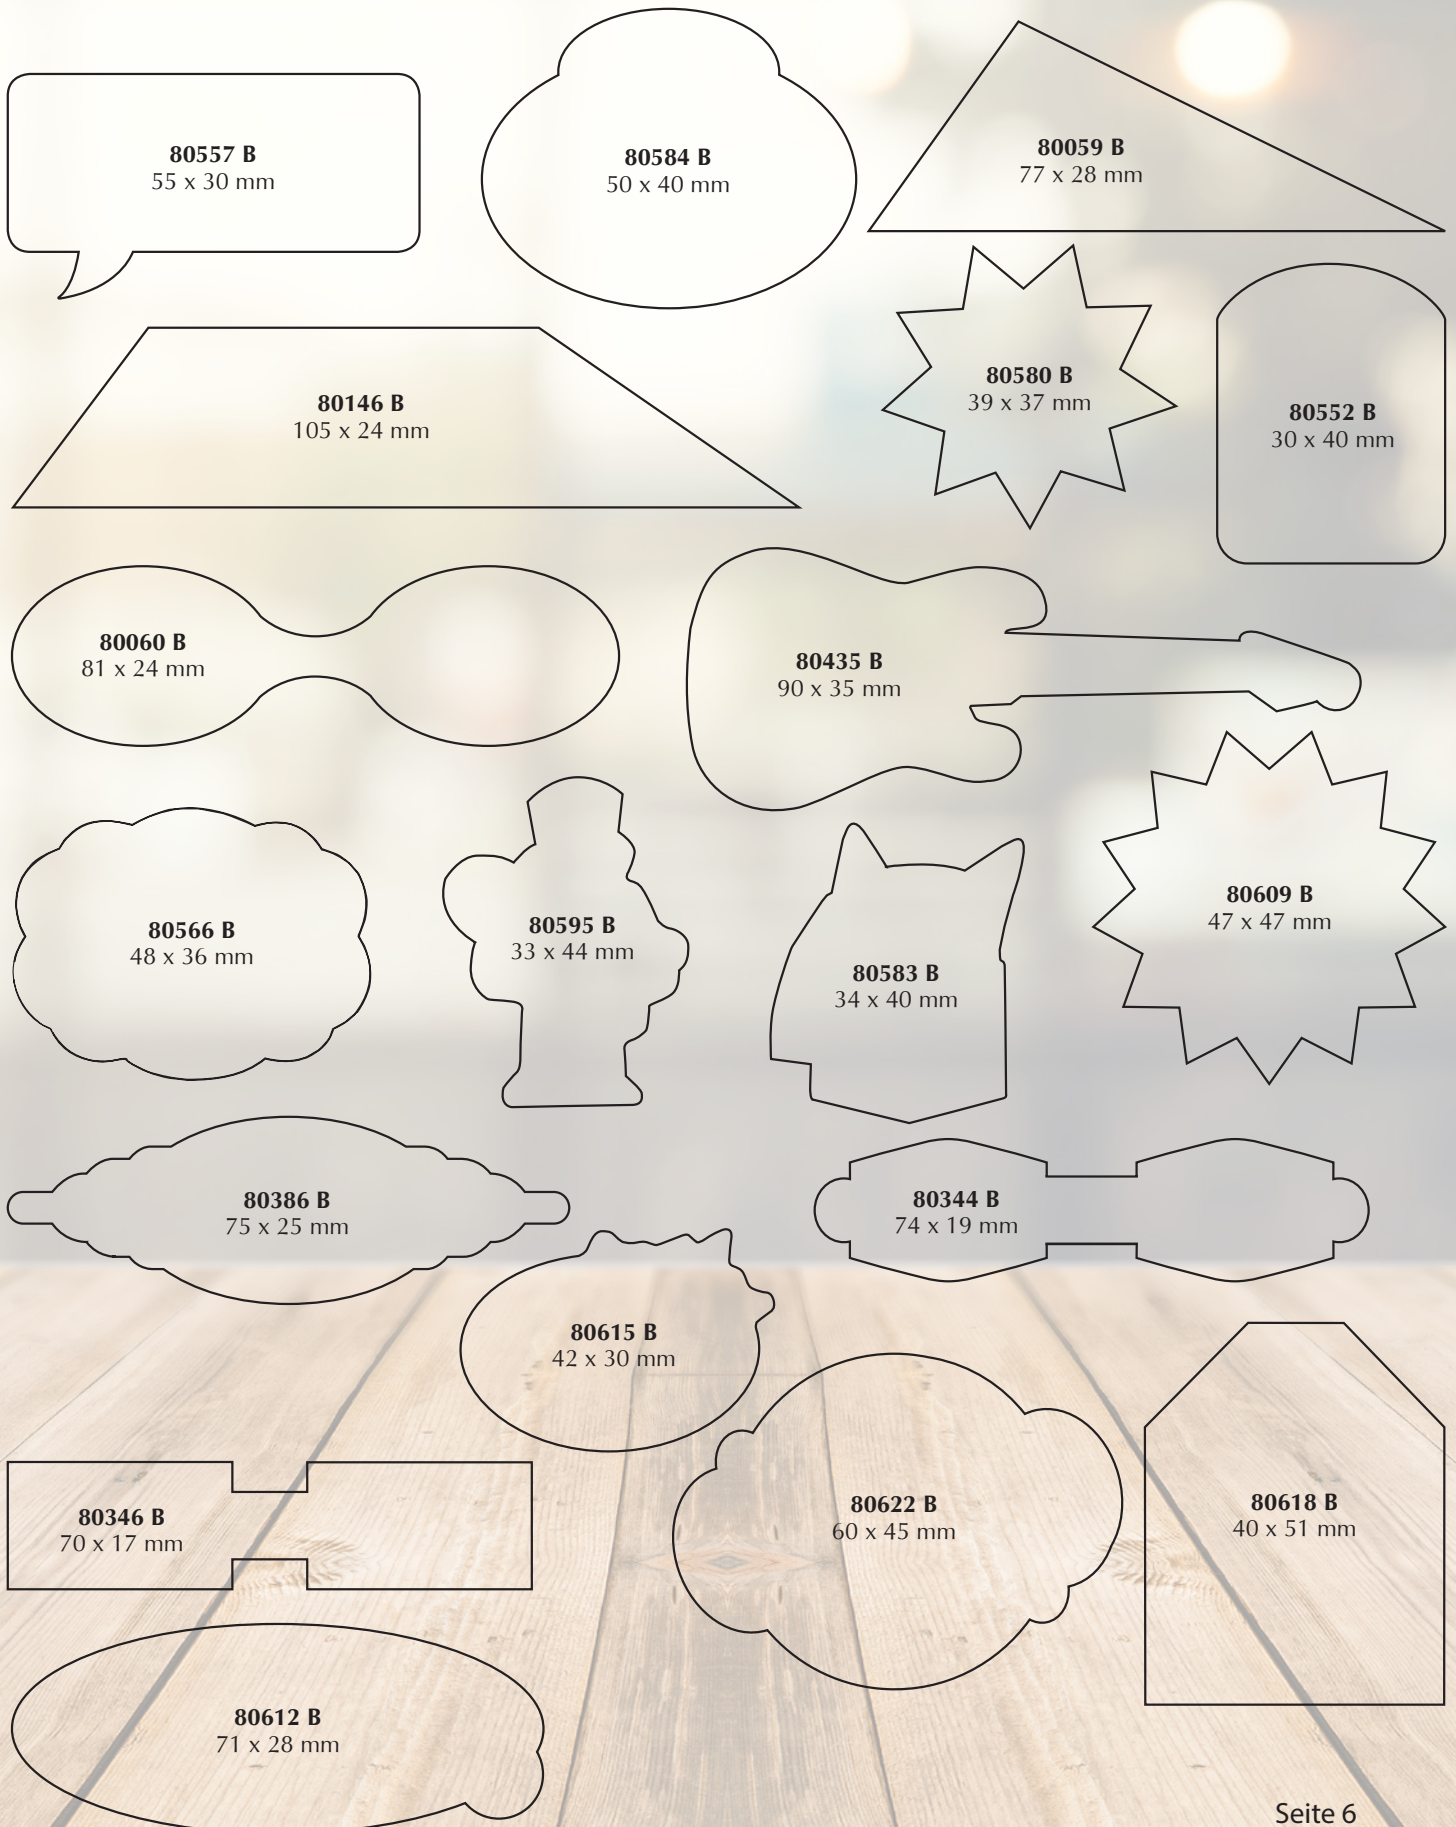 80557 B
55 x 30 mm
80584 B
50 x 40 mm
80059 B
77 x 28 mm
80146 B
105 x 24 mm
80580 B
39 x 37 mm
80552 B
30 x 40 mm
80060 B
81 x 24 mm
80435 B
90 x 35 mm
80566 B
48 x 36 mm
80595 B
33 x 44 mm
80583 B
34 x 40 mm
80609 B
47 x 47 mm
80386 B
75 x 25 mm
80344 B
74 x 19 mm
80615 B
42 x 30 mm
80346 B
70 x 17 mm
80622 B
60 x 45 mm
80618 B
40 x 51 mm
80612 B
71 x 28 mm
Seite 6